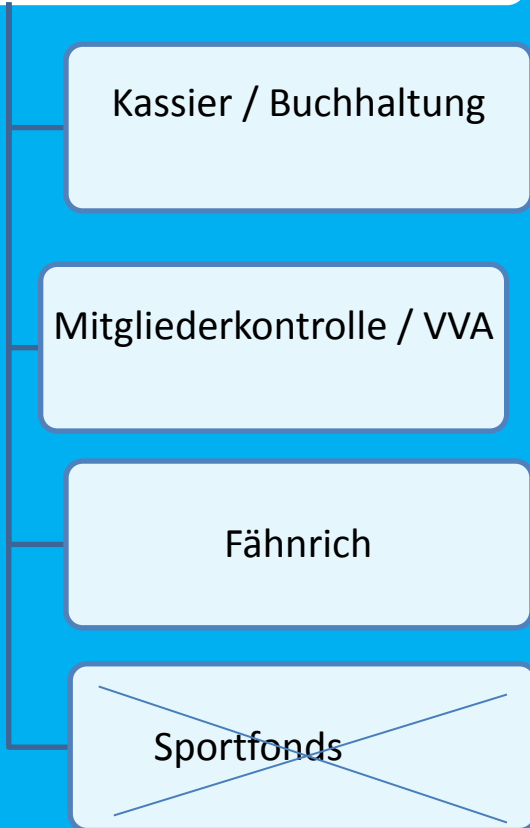 Kassier / Buchhaltung
Mitgliederkontrolle / VVA
Fähnrich
Sportfonds